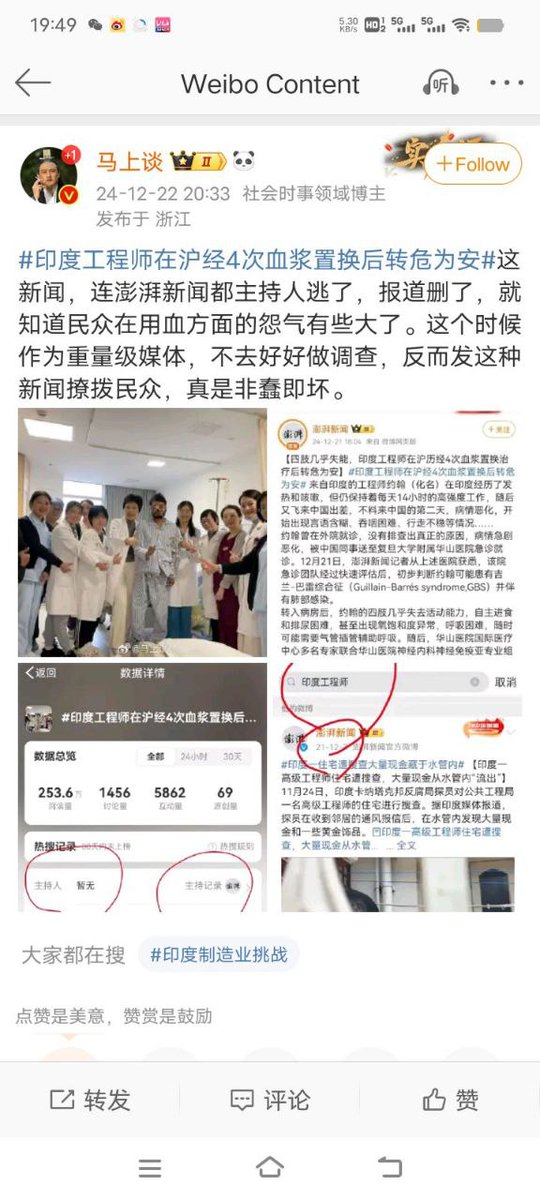 19:49
5.30
KB/s
HD
1
2
5G
5G
Weibo Content
听
+1
马上谈
II
+Follow
24-12-22 20:33 社会时事领域博主
发布于 浙江
#印度工程师在沪经4次血浆置换后转危为安#这
新闻，连澎湃新闻都主持人逃了，报道删了，就
知道民众在用血方面的怨气有些大了。这个时候
作为重量级媒体，不去好好做调查，反而发这种
新闻撩拨民众，真是非蠢即坏。
@马上谈
澎湃新闻
+关注
24-12-21 18:04 来自 微博网页版
【四肢几乎失能，印度工程师在沪历经4次血浆置换治
疗后转危为安】#印度工程师在沪经4次血浆置换后转危
为安# 来自印度的工程师约翰（化名）在印度经历了发
热和咳嗽，但仍保持着每天14小时的高强度工作，随后
又飞来中国出差，不料来中国的第二天，病情恶化，开
始出现言语含糊、吞咽困难、行走不稳等情况……
约翰曾在外院就诊，没有排查出真正的原因，病情急剧
恶化，被中国同事送至复旦大学附属华山医院急诊就
诊。12月21日，澎湃新闻记者从上述医院获悉，该院
急诊团队经过快速评估后，初步判断约翰可能患有吉
兰-巴雷综合征（Guillain-Barrés syndrome,GBS）并伴
有肺部感染。
转入病房后，约翰的四肢几乎失去活动能力，自主进食
和排尿困难，甚至出现氧饱和度异常，呼吸困难，随时
可能需要气管插管辅助呼吸。随后，华山医院国际医疗
中心多名专家联合华山医院神经内科神经免疫亚专业组
返回
数据详情
#印度工程师在沪经4次血浆置换后...
数据总览
全部
24小时
30天
253.6万
1456
5862
69
阅读量
讨论量
互动量
原创量
热搜记录
热搜规则
主持人 暂无
主持记录
印度工程师
取消
他的微博
澎湃新闻
21-12-
澎湃新闻官方微博
#印度一住宅遭搜查大量现金藏于水管内#【印度一
高级工程师住宅遭搜查，大量现金从水管内“流出”】
11月24日，印度卡纳塔克邦反腐局探员对公共工程局
一名高级工程师的住宅进行搜查。据印度媒体报道，
探员在收到邻居的通风报信后，在水管内发现大量现
金和一些黄金饰品。印度一高级工程师住宅遭搜
查，大量现金从水管... ...全文
大家都在搜
#印度制造业挑战
点赞是美意，赞赏是鼓励
转发
评论
赞